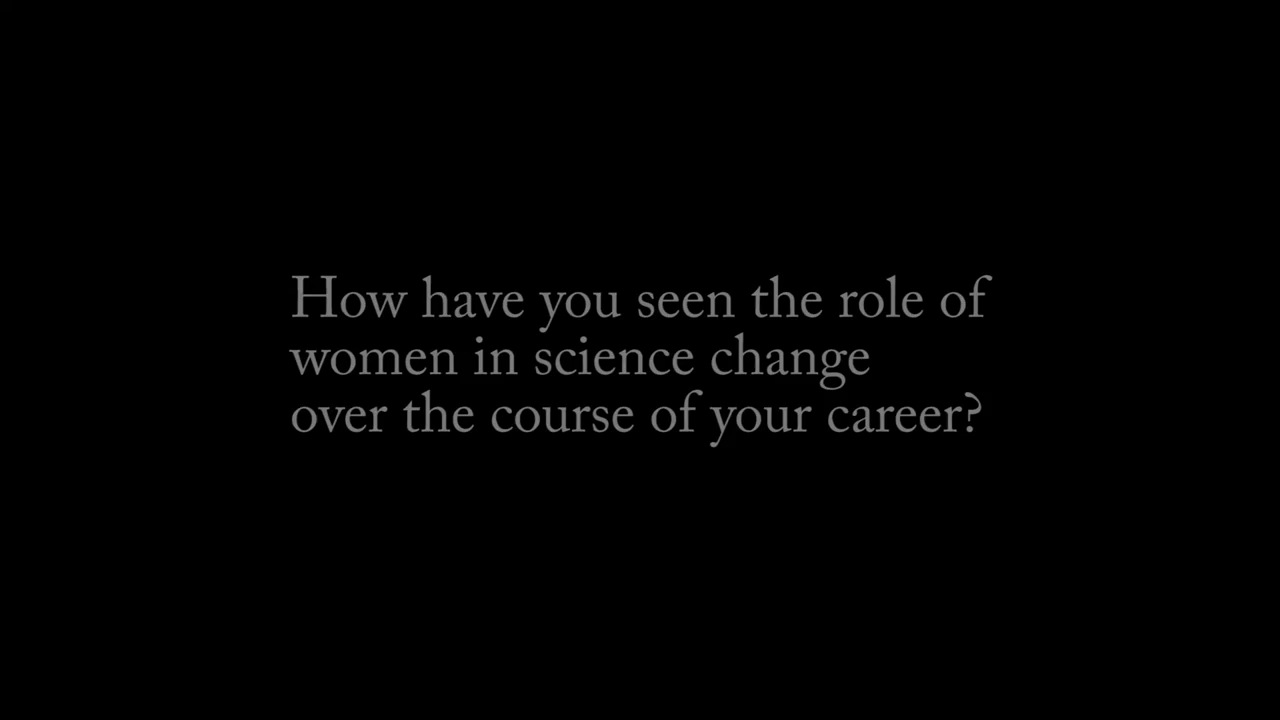 How have you seen the role of
women in science change
over the course of your career?